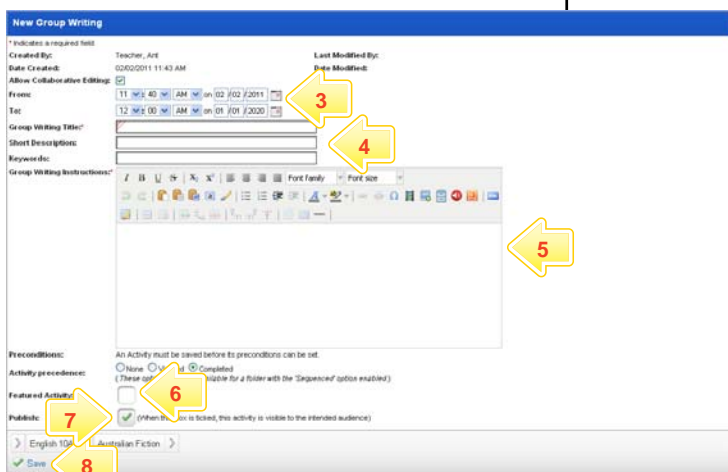 New Group Writing
* Indicates a required field
Created By: Teacher, Ant Last Modified By:
Date Created: 02/02/2011 11:43 AM Date Modified:
Allow Collaborative Editing:
From: 11 : 40 AM on 02 /02 /2011
3
To: 12 : 00 AM on 01 /01 /2020
Group Writing Title:*
Short Description:
4
Keywords:
Group Writing Instructions:* I B U S X₂ X² Font family Font size
5
Preconditions: An Activity must be saved before its preconditions can be set.
Activity precedence: None Completed
(These for a folder with the 'Sequenced' option enabled)
Featured Activity: 6
Publish: 7 (When the box is ticked, this activity is visible to the intended audience)
English 10A Australian Fiction
Save 8